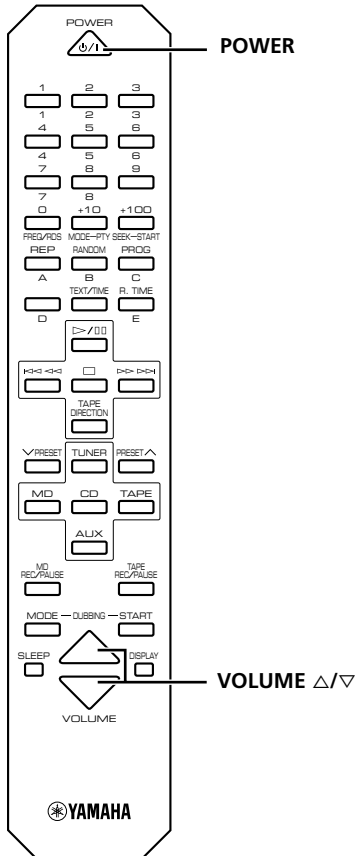 POWER
⏻/I
POWER
1 2 3
1 2 3
4 5 6
4 5 6
7 8 9
7 8
0 +10 +100
FREQ/RDS MODE–PTY SEEK–START
REP RANDOM PROG
A B C
TEXT/TIME R. TIME
D E
▷/▯▯
|◁◁ ◁◁ □ ▷▷ ▷▷|
TAPE
DIRECTION
∨PRESET TUNER PRESET∧
MD CD TAPE
AUX
MD
REC/PAUSE
TAPE
REC/PAUSE
MODE – DUBBING – START
SLEEP DISPLAY
VOLUME △/▽
VOLUME
YAMAHA